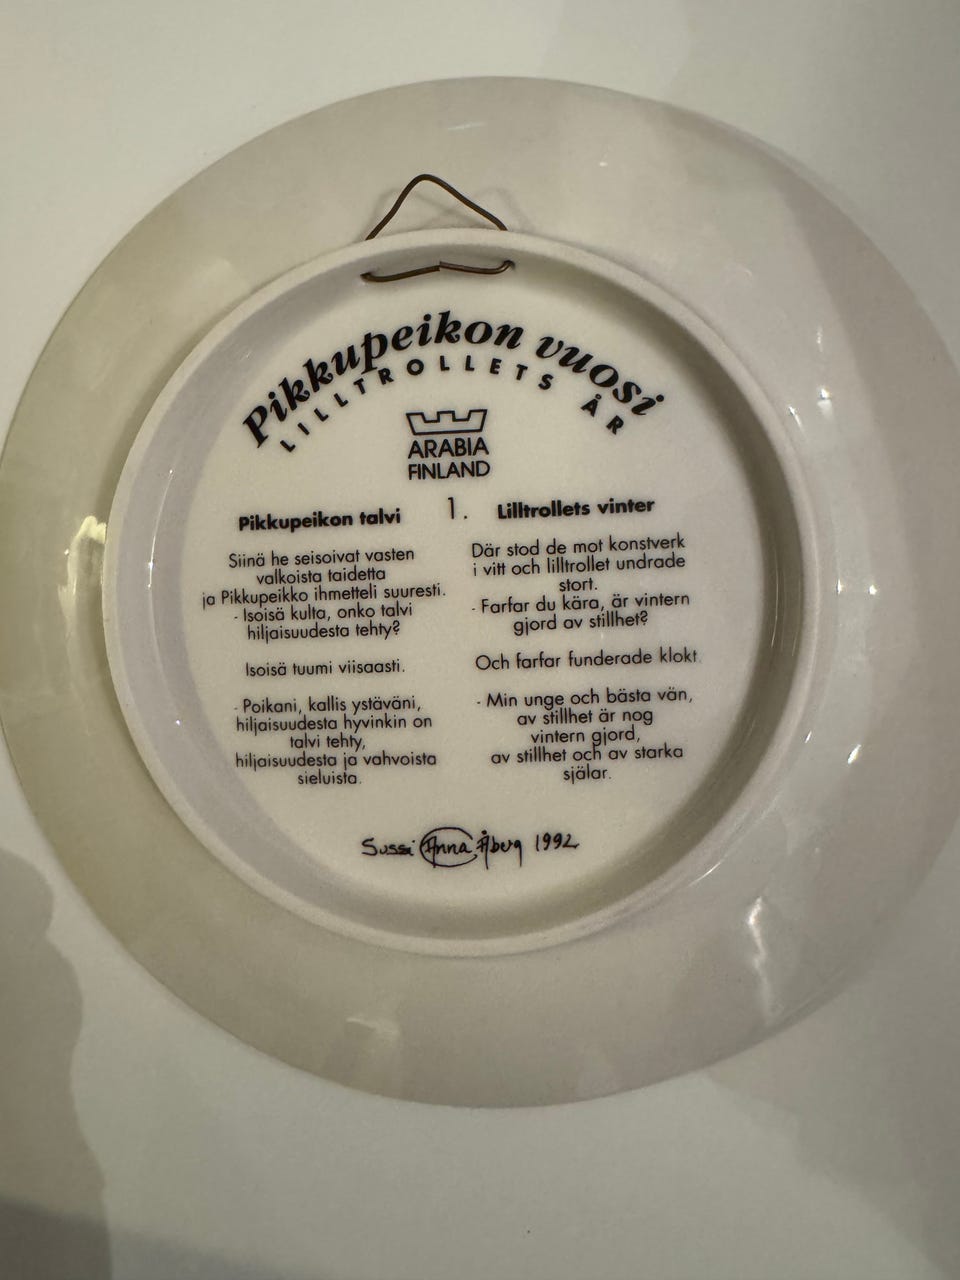 Pikkupeikon vuosi
LILLTROLLETS ÅR
ARABIA
FINLAND
1.
Pikkupeikon talvi
Siinä he seisoivat vasten
valkoista taidetta
ja Pikkupeikko ihmetteli suuresti.
- Isoisä kulta, onko talvi
hiljaisuudesta tehty?
Isoisä tuumi viisaasti.
- Poikani, kallis ystäväni,
hiljaisuudesta hyvinkin on
talvi tehty,
hiljaisuudesta ja vahvoista
sieluista.
Lilltrollets vinter
Där stod de mot konstverk
i vitt och lilltrollet undrade
stort.
- Farfar du kära, är vintern
gjord av stillhet?
Och farfar funderade klokt.
- Min unge och bästa vän,
av stillhet är nog
vintern gjord,
av stillhet och av starka
själar.
Sussi Anna Åberg 1992